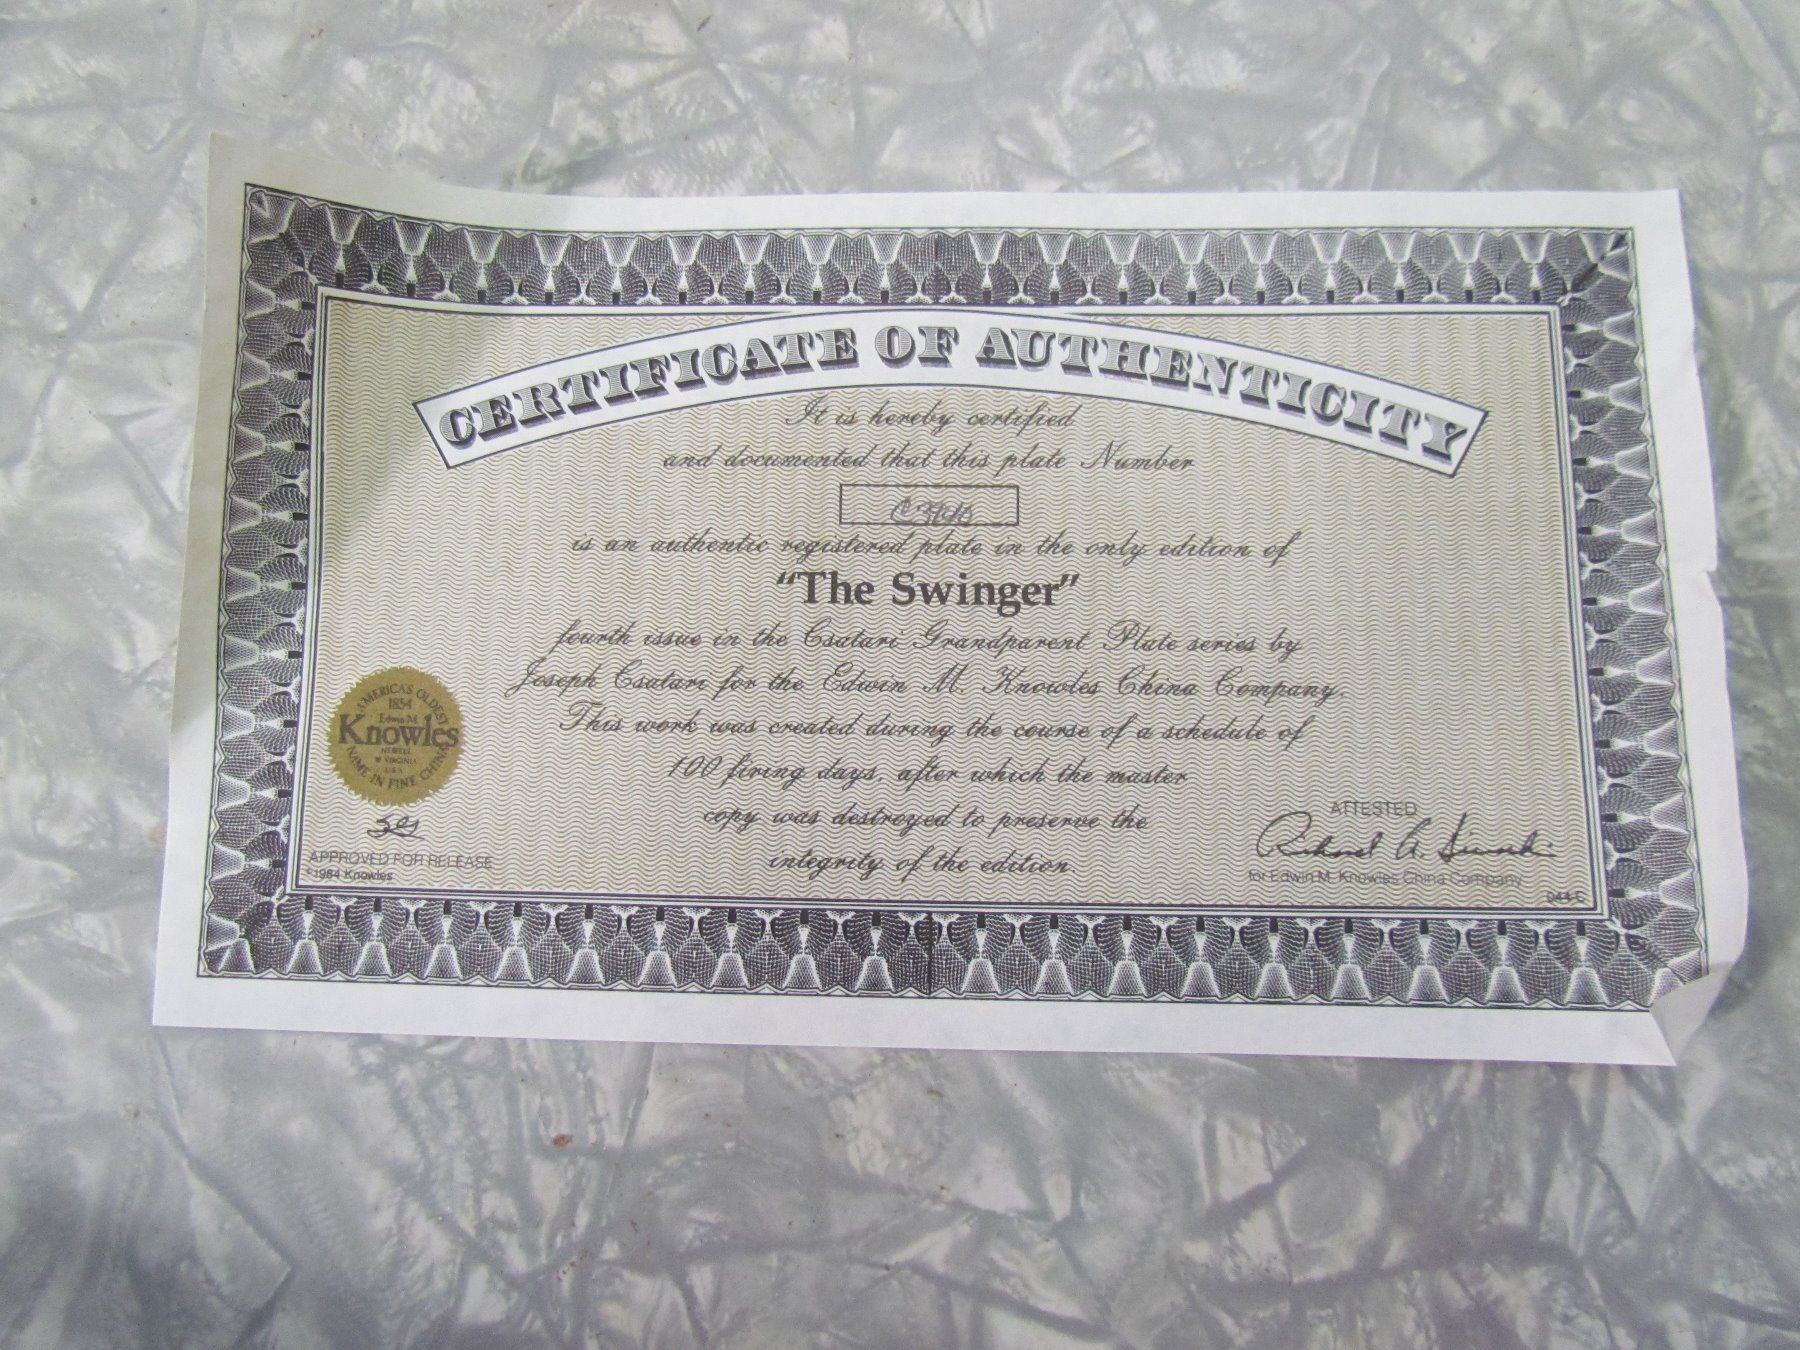 CERTIFICATE OF AUTHENTICITY
It is hereby certified
and documented that this plate Number
is an authentic registered plate in the only edition of
"The Swinger"
fourth issue in the Csatari Grandparent Plate series by
Joseph Csatari for the Edwin M. Knowles China Company.
This work was created during the course of a schedule of
100 firing days, after which the master
copy was destroyed to preserve the
integrity of the edition.
AMERICA'S OLDEST
1854
Edwin M.
Knowles
NEWELL
W VIRGINIA
U.S.A.
NAME IN FINE CHINA
APPROVED FOR RELEASE
©1984 Knowles
ATTESTED
Richard A.
for Edwin M. Knowles China Company